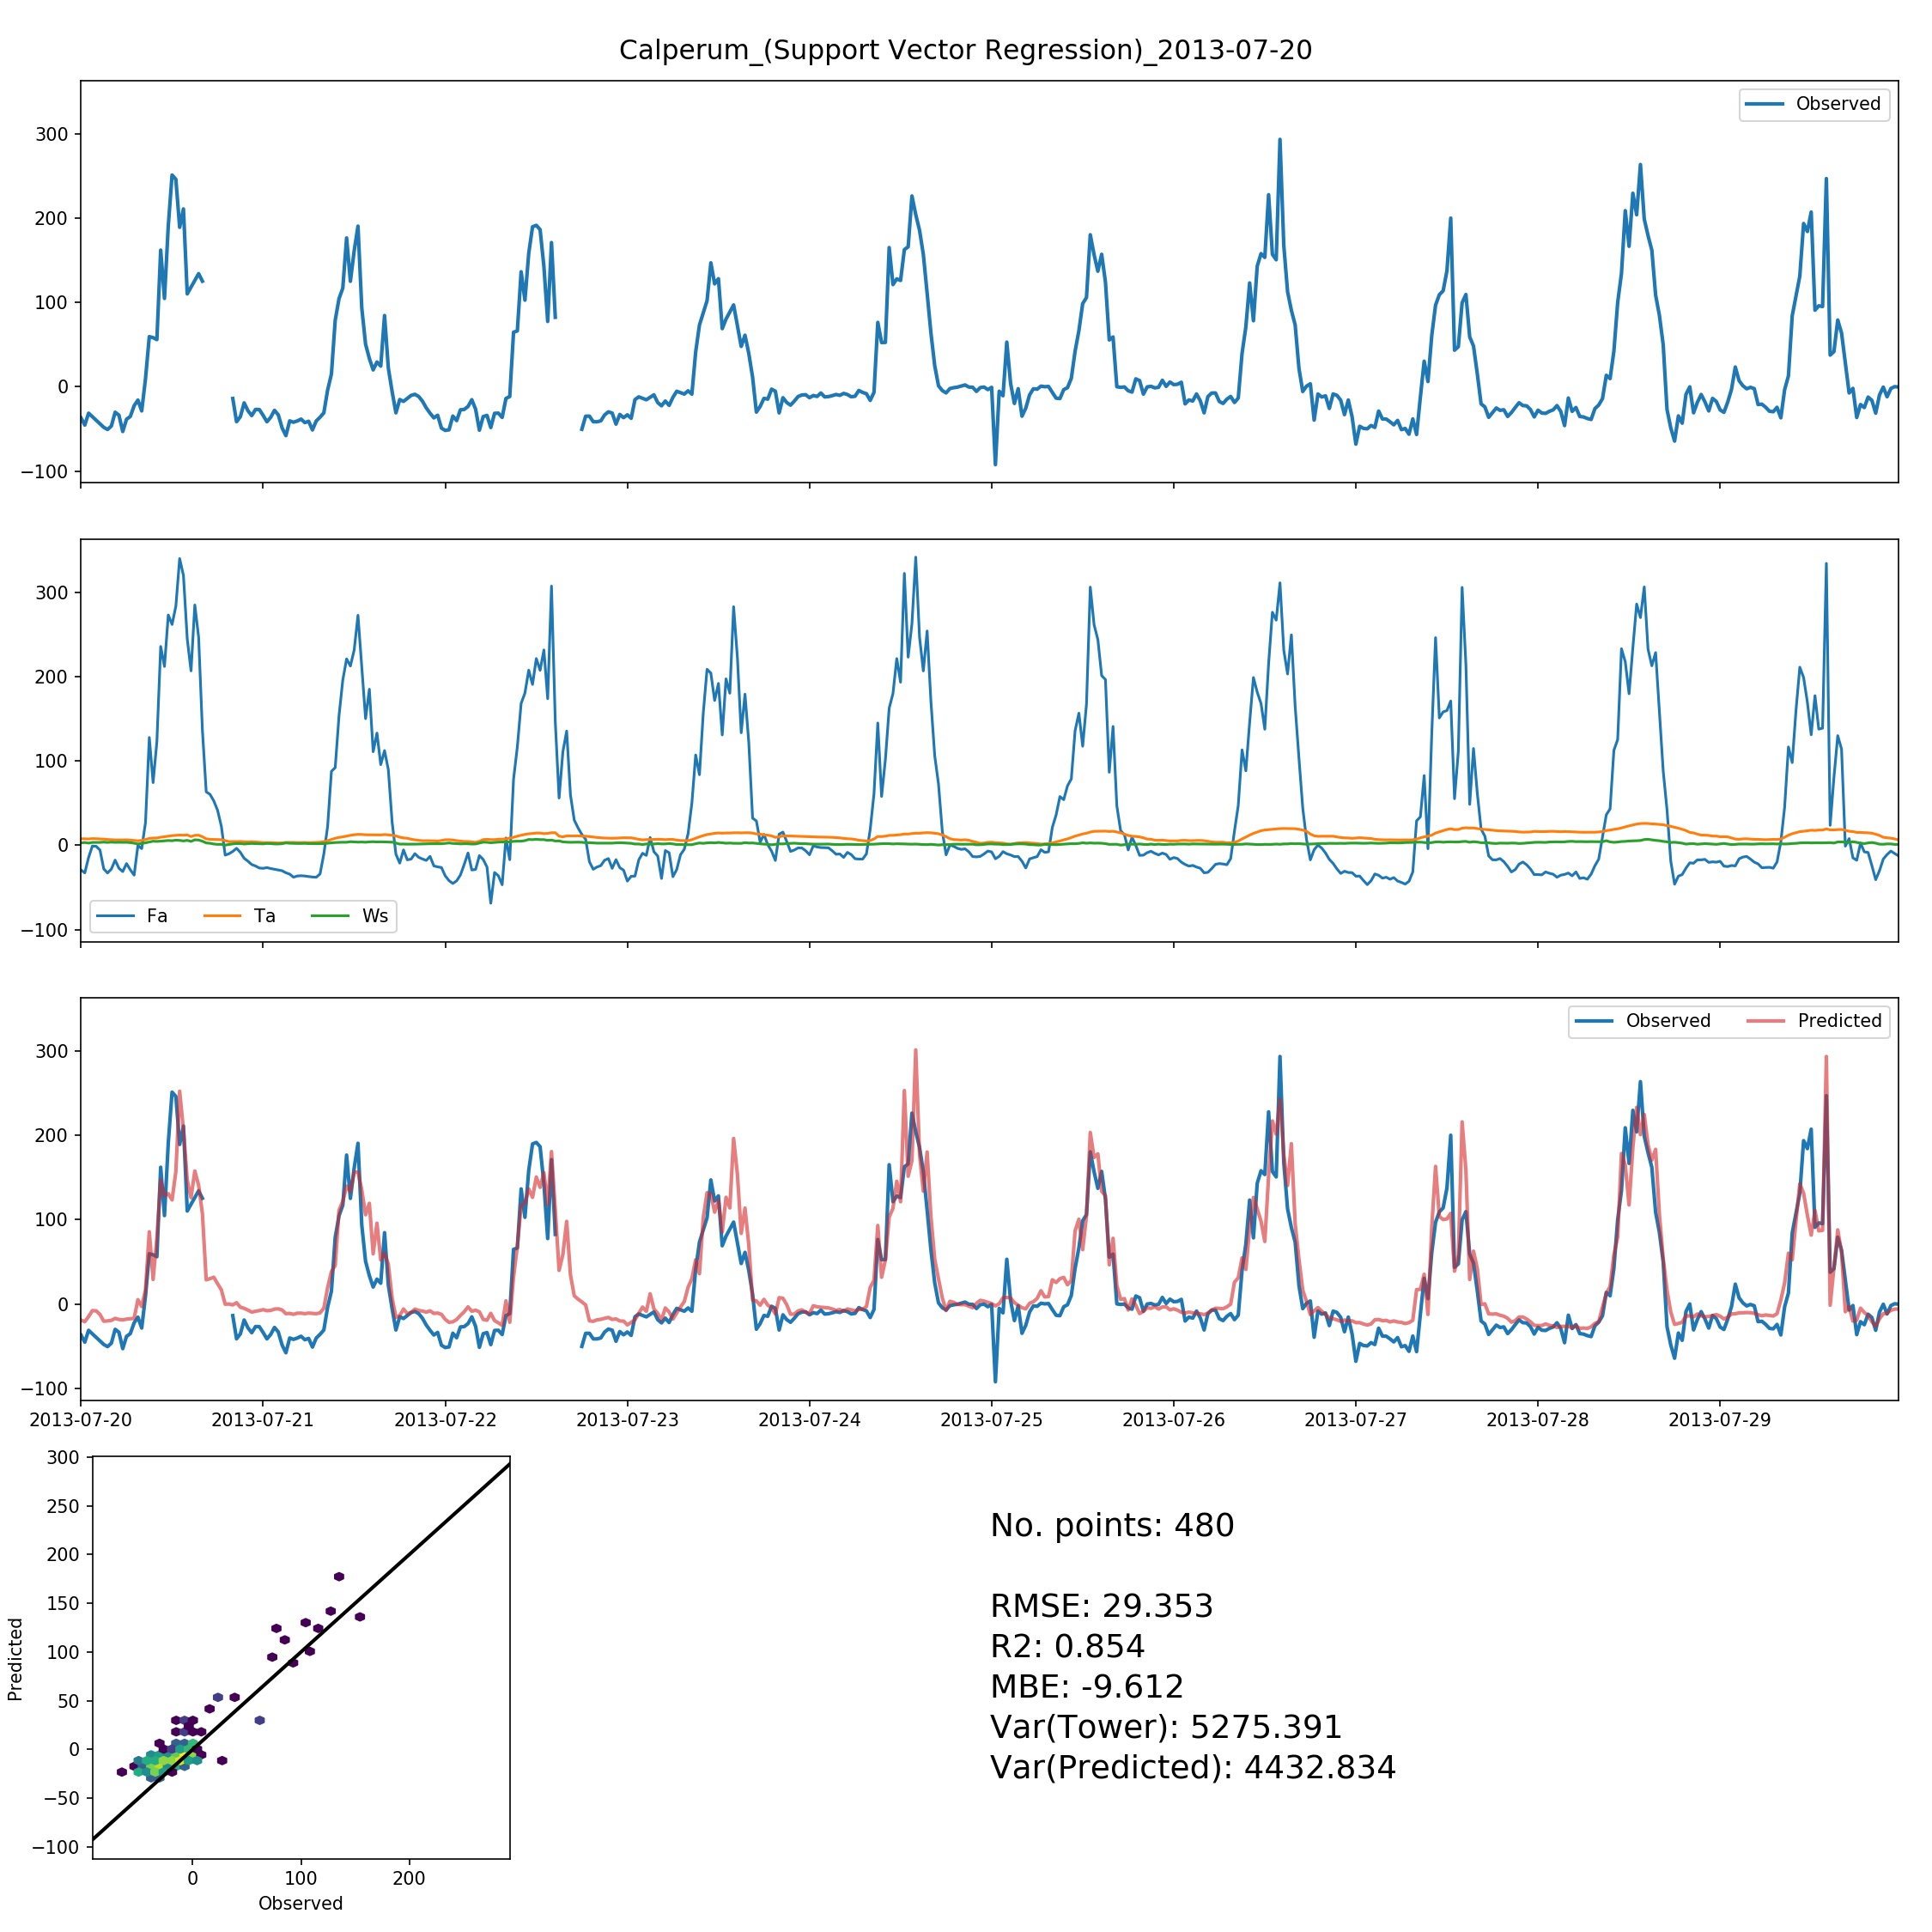 Calperum_(Support Vector Regression)_2013-07-20
Observed
300
200
100
0
−100
300
200
100
0
−100
Fa Ta Ws
Observed Predicted
300
200
100
0
−100
2013-07-20 2013-07-21 2013-07-22 2013-07-23 2013-07-24 2013-07-25 2013-07-26 2013-07-27 2013-07-28 2013-07-29
300
250
200
150
100
50
0
−50
−100
Predicted
0 100 200
Observed
No. points: 480
RMSE: 29.353
R2: 0.854
MBE: -9.612
Var(Tower): 5275.391
Var(Predicted): 4432.834